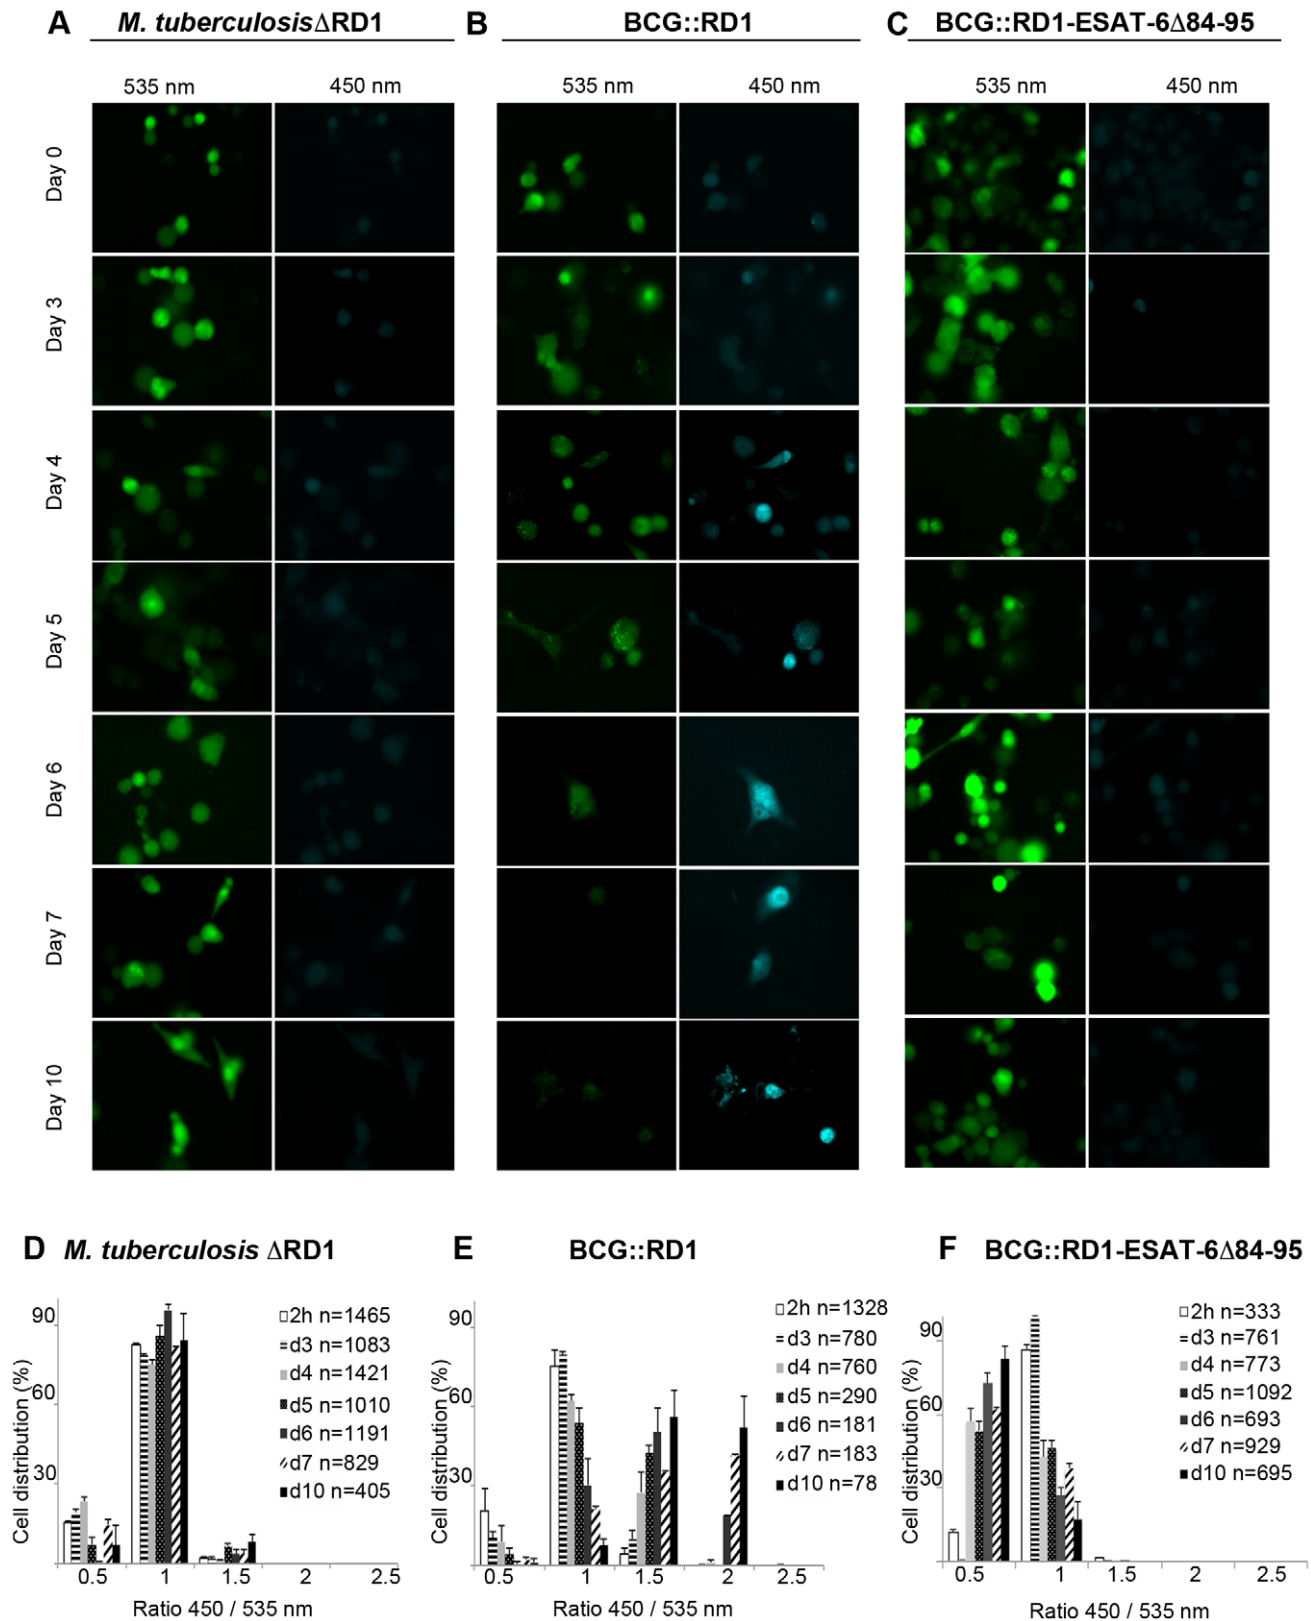 A M. tuberculosisΔRD1
B BCG::RD1
C BCG::RD1-ESAT-6Δ84-95
535 nm 450 nm
535 nm 450 nm
535 nm 450 nm
Day 0
Day 3
Day 4
Day 5
Day 6
Day 7
Day 10
D M. tuberculosis ΔRD1
Cell distribution (%)
90
60
30
2h n=1465
d3 n=1083
d4 n=1421
d5 n=1010
d6 n=1191
d7 n=829
d10 n=405
0.5 1 1.5 2 2.5
Ratio 450 / 535 nm
E BCG::RD1
Cell distribution (%)
90
60
30
2h n=1328
d3 n=780
d4 n=760
d5 n=290
d6 n=181
d7 n=183
d10 n=78
0.5 1 1.5 2 2.5
Ratio 450 / 535 nm
F BCG::RD1-ESAT-6Δ84-95
Cell distribution (%)
90
60
30
2h n=333
d3 n=761
d4 n=773
d5 n=1092
d6 n=693
d7 n=929
d10 n=695
0.5 1 1.5 2 2.5
Ratio 450 / 535 nm